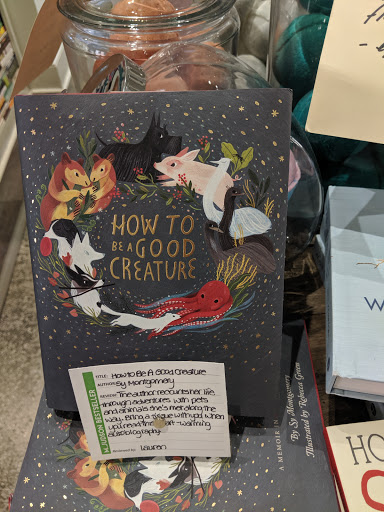 HOW TO
BE A GOOD
CREATURE
TITLE: How to Be A Good Creature
AUTHOR: Sy Montgomery
REVIEW: The author recounts her life
through adventures with pets
and animals she's met along the
way. Bring a tissue with you when
you read this heart-warming
autobiography.
Lauren
BESTSELLER
A MEMOIR IN
By Sy Montgomery
Illustrated by Rebecca Green
W
HO